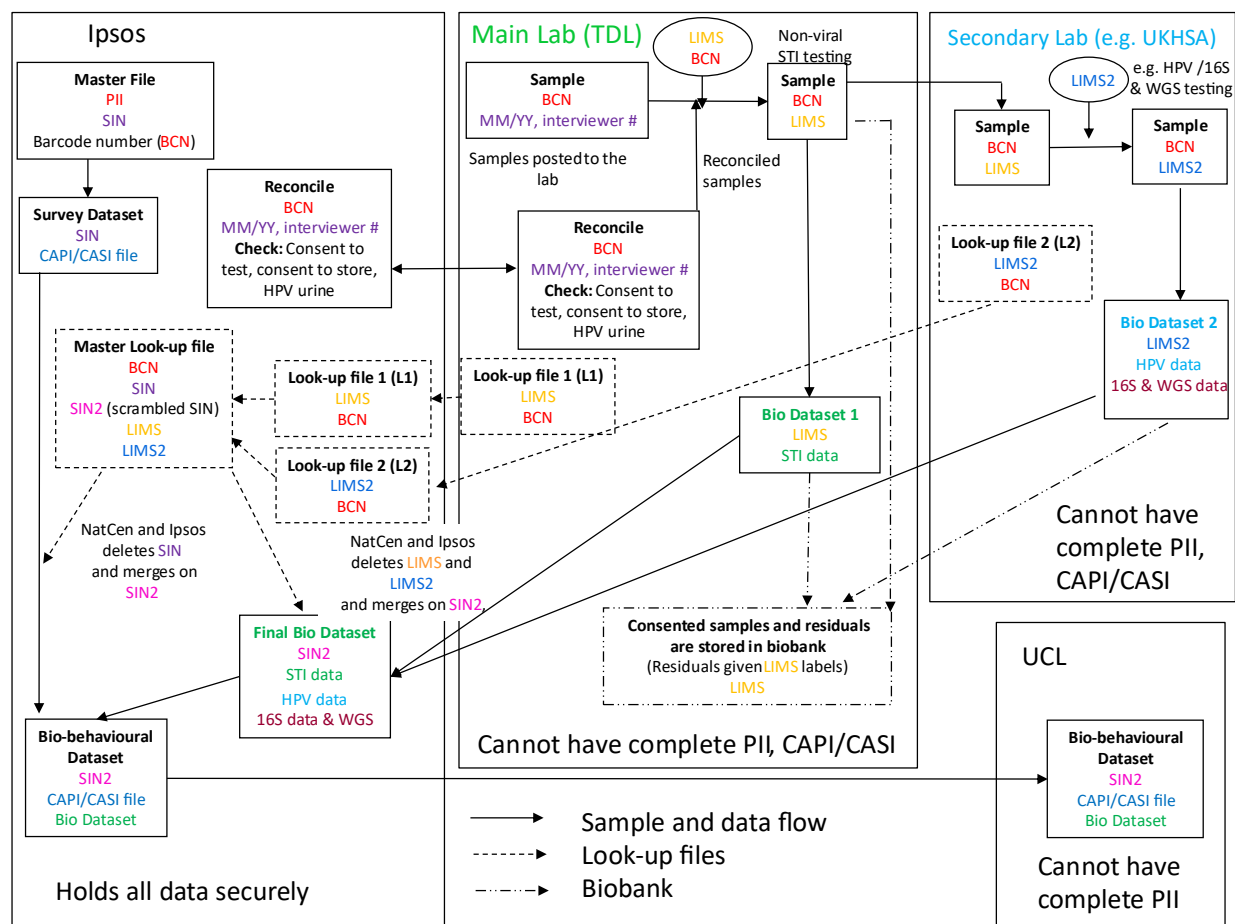 Ipsos
Master File
PII
SIN
Barcode number (BCN)
Survey Dataset
SIN
CAPI/CASI file
Reconcile
BCN
MM/YY, interviewer #
Check: Consent to
test, consent to store,
HPV urine
Master Look-up file
BCN
SIN
SIN2 (scrambled SIN)
LIMS
LIMS2
Look-up file 1 (L1)
LIMS
BCN
Look-up file 2 (L2)
LIMS2
BCN
NatCen and Ipsos
deletes SIN
and merges on
SIN2
NatCen and Ipsos
deletes LIMS and
LIMS2
and merges on SIN2,
Final Bio Dataset
SIN2
STI data
HPV data
16S data & WGS
Bio-behavioural
Dataset
SIN2
CAPI/CASI file
Bio Dataset
Holds all data securely
Main Lab (TDL)
LIMS
BCN
Non-viral
STI testing
Sample
BCN
MM/YY, interviewer #
Sample
BCN
LIMS
Samples posted to the
lab
Reconciled
samples
Reconcile
BCN
MM/YY, interviewer #
Check: Consent to
test, consent to store,
HPV urine
Look-up file 1 (L1)
LIMS
BCN
Bio Dataset 1
LIMS
STI data
Consented samples and residuals
are stored in biobank
(Residuals given LIMS labels)
LIMS
Cannot have complete PII, CAPI/CASI
Secondary Lab (e.g. UKHSA)
LIMS2
e.g. HPV /16S
& WGS testing
Sample
BCN
LIMS
Sample
BCN
LIMS2
Look-up file 2 (L2)
LIMS2
BCN
Bio Dataset 2
LIMS2
HPV data
16S & WGS data
Cannot have
complete PII,
CAPI/CASI
UCL
Bio-behavioural
Dataset
SIN2
CAPI/CASI file
Bio Dataset
Cannot have
complete PII
Sample and data flow
Look-up files
Biobank